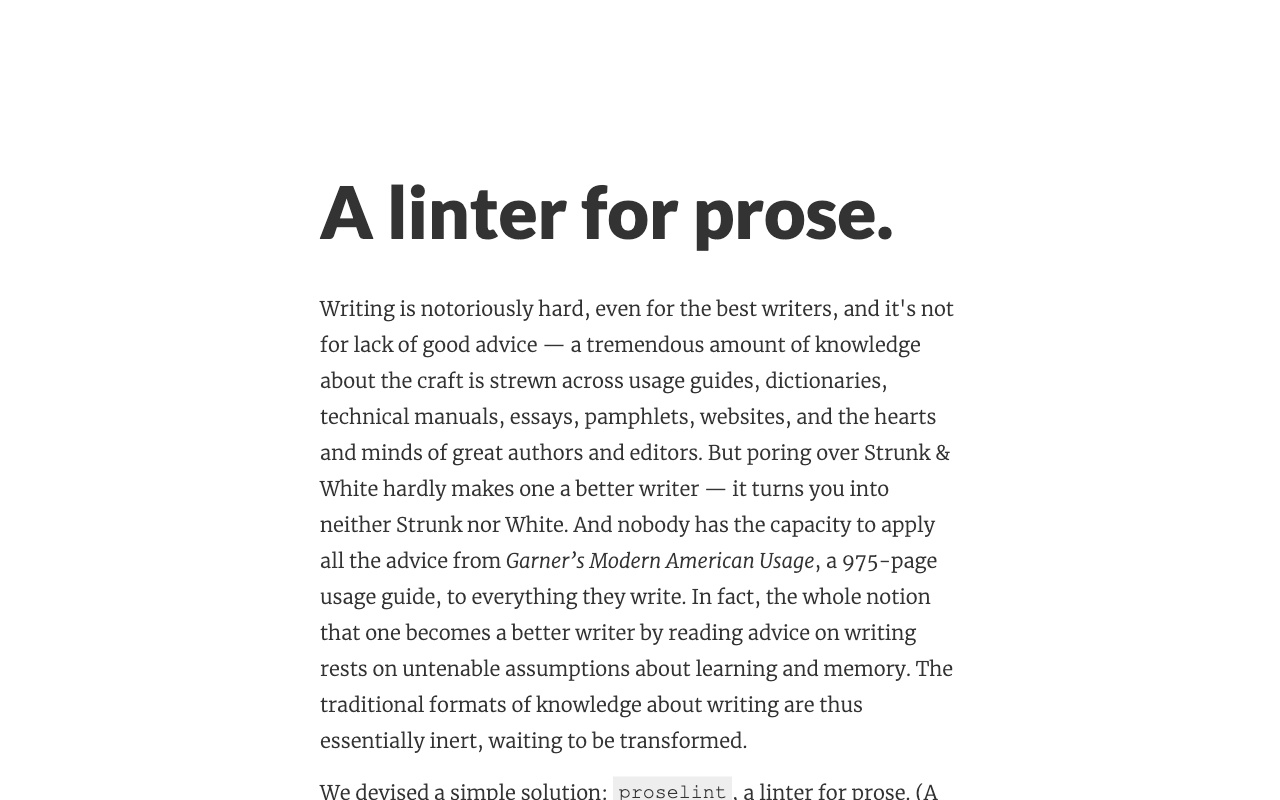 A linter for prose.
Writing is notoriously hard, even for the best writers, and it's not
for lack of good advice — a tremendous amount of knowledge
about the craft is strewn across usage guides, dictionaries,
technical manuals, essays, pamphlets, websites, and the hearts
and minds of great authors and editors. But poring over Strunk &
White hardly makes one a better writer — it turns you into
neither Strunk nor White. And nobody has the capacity to apply
all the advice from Garner’s Modern American Usage, a 975-page
usage guide, to everything they write. In fact, the whole notion
that one becomes a better writer by reading advice on writing
rests on untenable assumptions about learning and memory. The
traditional formats of knowledge about writing are thus
essentially inert, waiting to be transformed.
We devised a simple solution: proselint, a linter for prose. (A